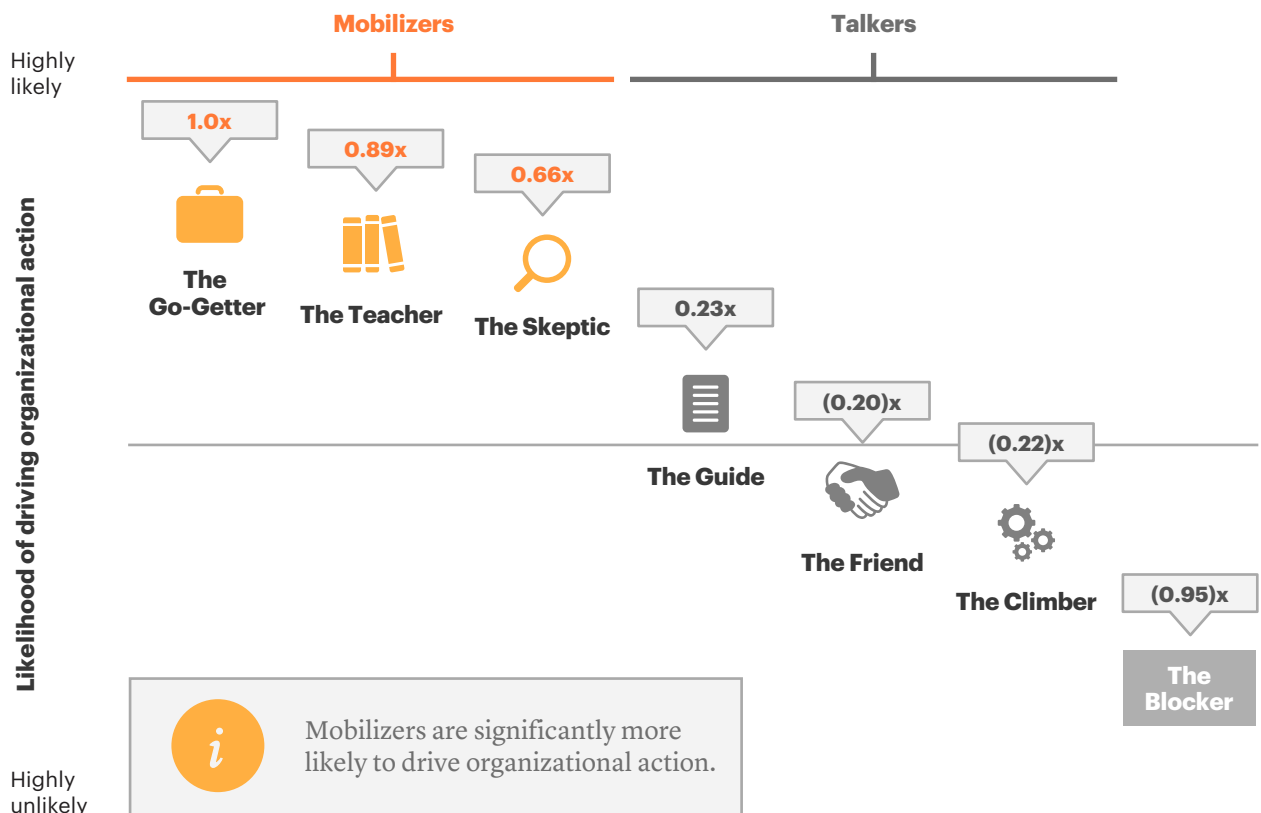 Mobilizers
Talkers
Highly
likely
1.0x
0.89x
0.66x
The
Go-Getter
The Teacher
The Skeptic
0.23x
(0.20)x
(0.22)x
The Guide
The Friend
The Climber
(0.95)x
The
Blocker
Likelihood of driving organizational action
i
Mobilizers are significantly more
likely to drive organizational action.
Highly
unlikely